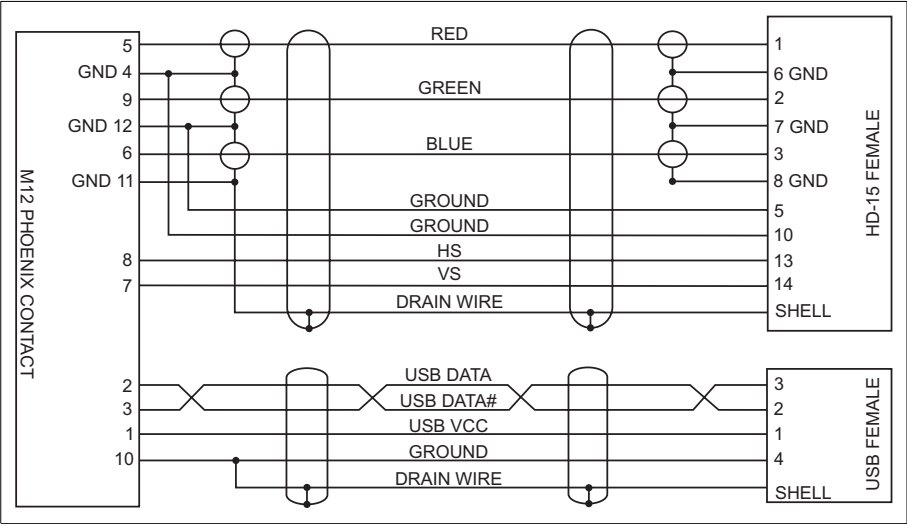 M12 PHOENIX CONTACT
5 RED 1
GND 4 6 GND
9 GREEN 2
GND 12 7 GND
6 BLUE 3
GND 11 8 GND
GROUND 5
GROUND 10
8 HS 13
7 VS 14
DRAIN WIRE SHELL
HD-15 FEMALE
2 USB DATA 3
3 USB DATA# 2
1 USB VCC 1
10 GROUND 4
DRAIN WIRE SHELL
USB FEMALE